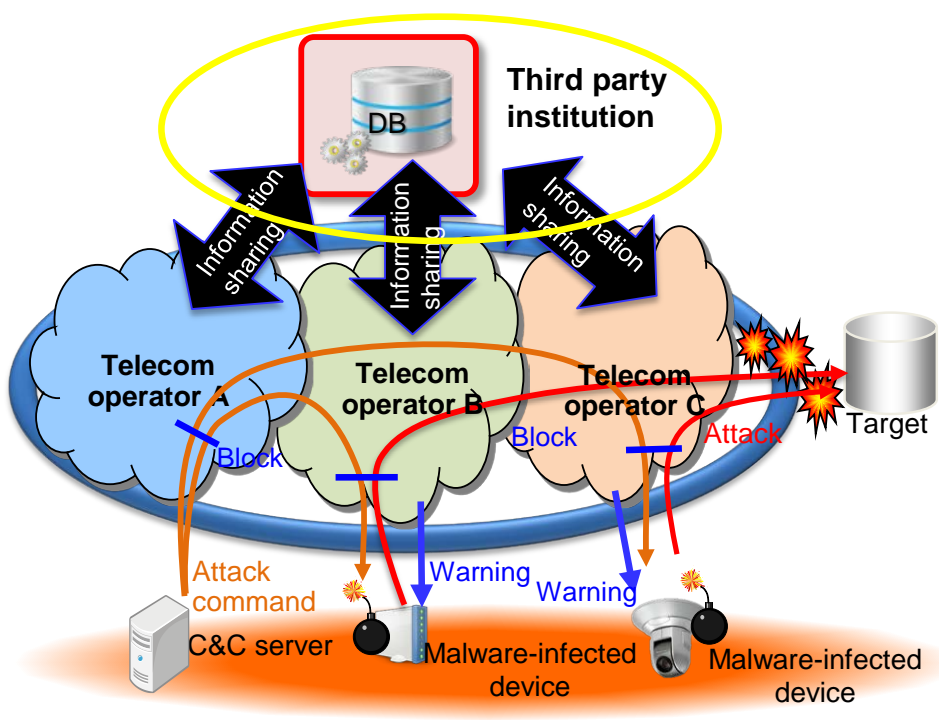 Third party
institution
DB
Information
sharing
Information
sharing
Information
sharing
Telecom
operator A
Telecom
operator B
Telecom
operator C
Block
Block
Attack
Target
Attack
command
Warning
Warning
C&C server
Malware-infected
device
Malware-infected
device